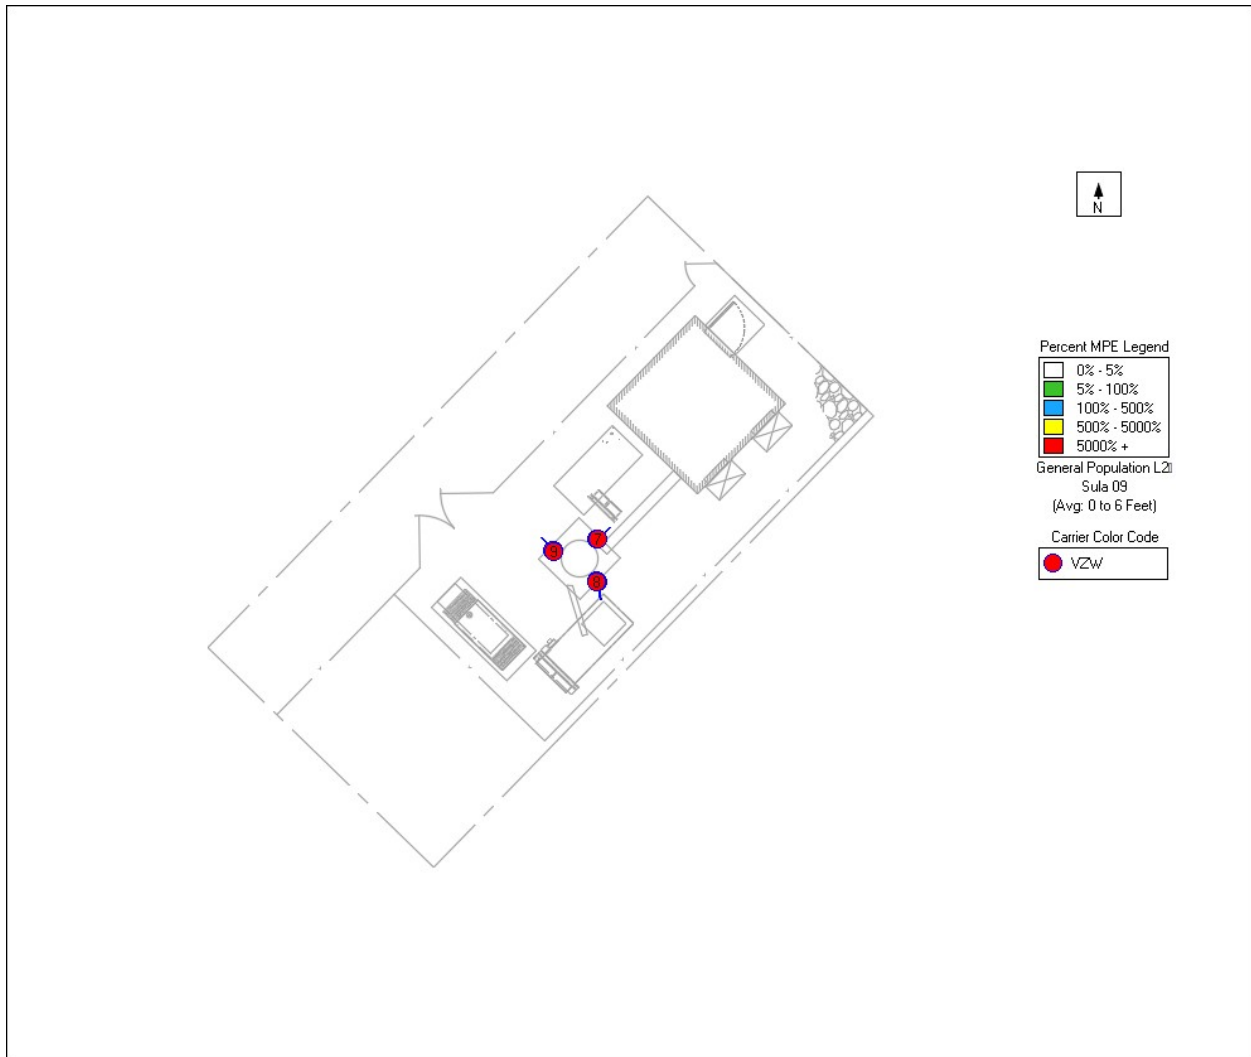 N
Percent MPE Legend
0% - 5%
5% - 100%
100% - 500%
500% - 5000%
5000% +
General Population L2
Sula 09
(Avg: 0 to 6 Feet)
Carrier Color Code
VZW
9
7
8